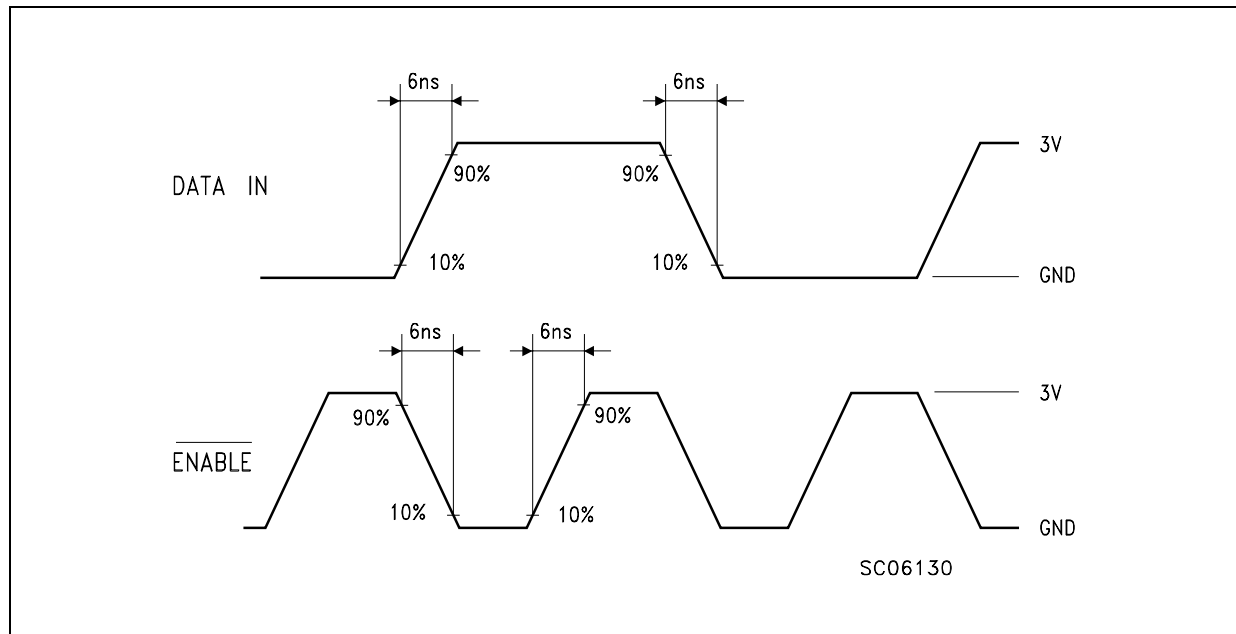 6ns 6ns
3V
DATA IN
90% 90%
10% 10%
GND
6ns 6ns
3V
90% 90%
ENABLE
10% 10%
GND
SC06130